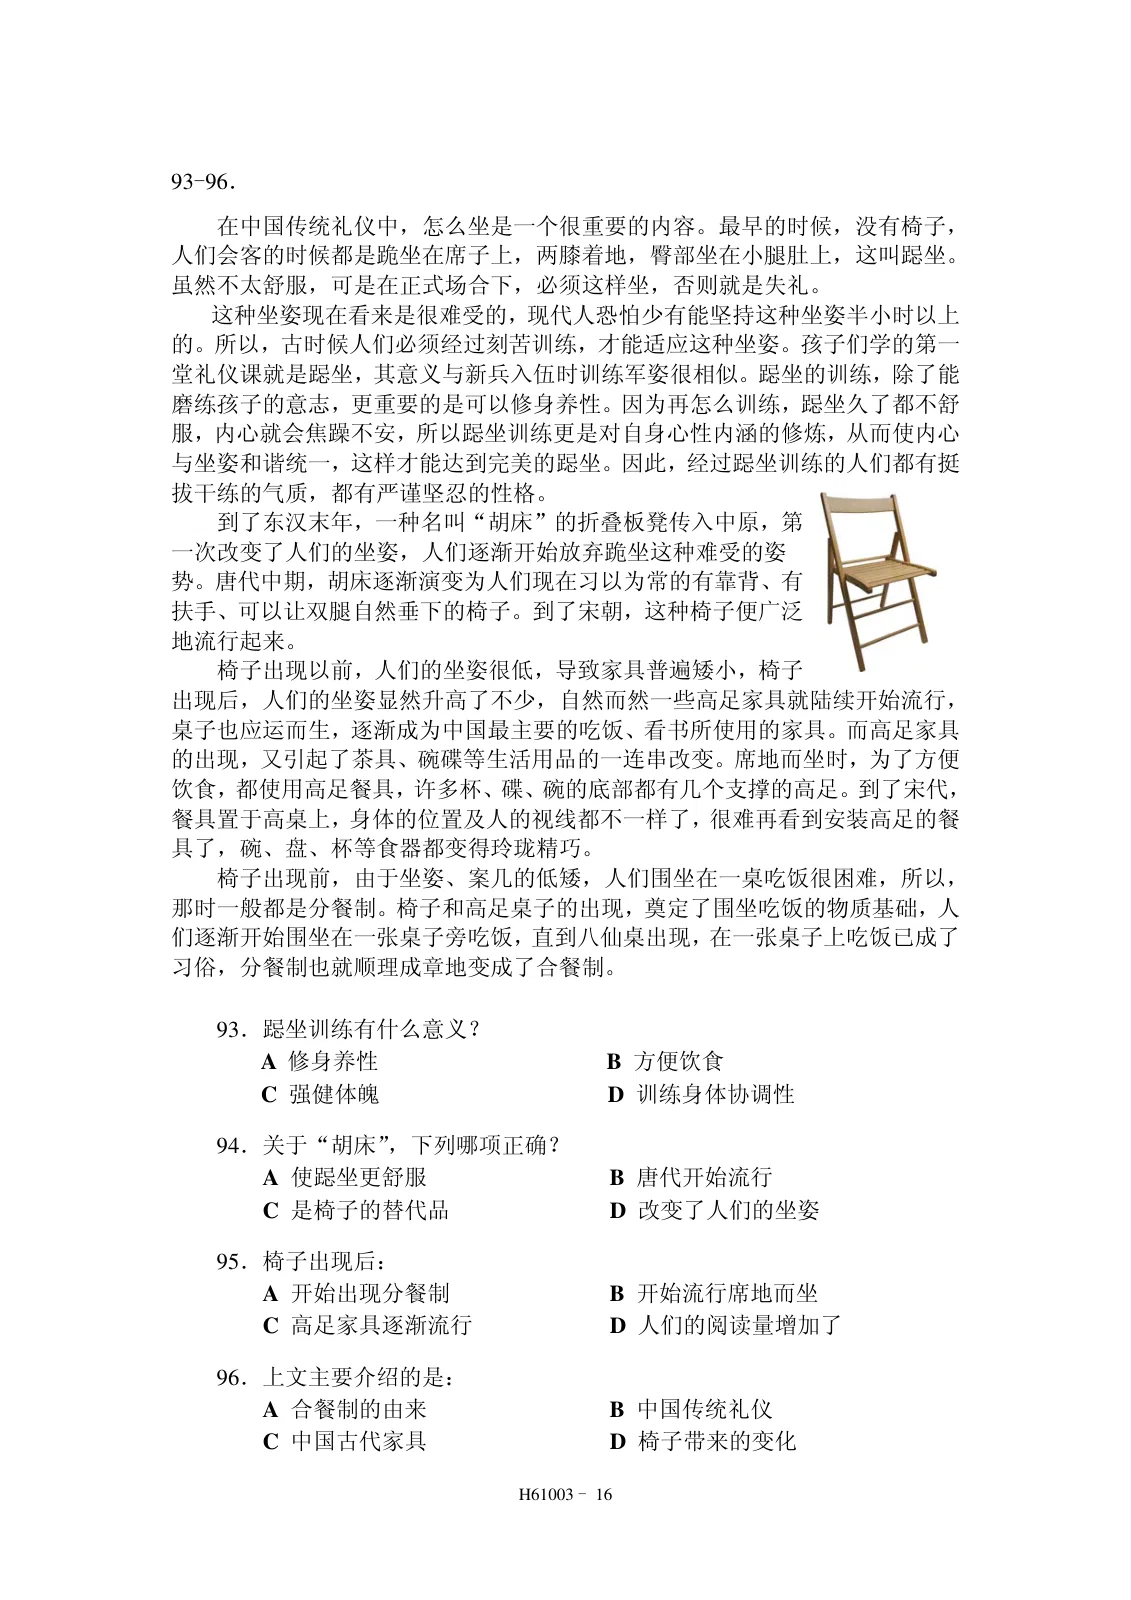 93-96．
在中国传统礼仪中，怎么坐是一个很重要的内容。最早的时候，没有椅子，
人们会客的时候都是跪坐在席子上，两膝着地，臀部坐在小腿肚上，这叫跽坐。
虽然不太舒服，可是在正式场合下，必须这样坐，否则就是失礼。
这种坐姿现在看来是很难受的，现代人恐怕少有能坚持这种坐姿半小时以上
的。所以，古时候人们必须经过刻苦训练，才能适应这种坐姿。孩子们学的第一
堂礼仪课就是跽坐，其意义与新兵入伍时训练军姿很相似。跽坐的训练，除了能
磨练孩子的意志，更重要的是可以修身养性。因为再怎么训练，跽坐久了都不舒
服，内心就会焦躁不安，所以跽坐训练更是对自身心性内涵的修炼，从而使内心
与坐姿和谐统一，这样才能达到完美的跽坐。因此，经过跽坐训练的人们都有挺
拔干练的气质，都有严谨坚忍的性格。
到了东汉末年，一种名叫“胡床”的折叠板凳传入中原，第
一次改变了人们的坐姿，人们逐渐开始放弃跪坐这种难受的姿
势。唐代中期，胡床逐渐演变为人们现在习以为常的有靠背、有
扶手、可以让双腿自然垂下的椅子。到了宋朝，这种椅子便广泛
地流行起来。
椅子出现以前，人们的坐姿很低，导致家具普遍矮小，椅子
出现后，人们的坐姿显然升高了不少，自然而然一些高足家具就陆续开始流行，
桌子也应运而生，逐渐成为中国最主要的吃饭、看书所使用的家具。而高足家具
的出现，又引起了茶具、碗碟等生活用品的一连串改变。席地而坐时，为了方便
饮食，都使用高足餐具，许多杯、碟、碗的底部都有几个支撑的高足。到了宋代，
餐具置于高桌上，身体的位置及人的视线都不一样了，很难再看到安装高足的餐
具了，碗、盘、杯等食器都变得玲珑精巧。
椅子出现前，由于坐姿、案几的低矮，人们围坐在一桌吃饭很困难，所以，
那时一般都是分餐制。椅子和高足桌子的出现，奠定了围坐吃饭的物质基础，人
们逐渐开始围坐在一张桌子旁吃饭，直到八仙桌出现，在一张桌子上吃饭已成了
习俗，分餐制也就顺理成章地变成了合餐制。
93．跽坐训练有什么意义？
A 修身养性 B 方便饮食
C 强健体魄 D 训练身体协调性
94．关于“胡床”，下列哪项正确？
A 使跽坐更舒服 B 唐代开始流行
C 是椅子的替代品 D 改变了人们的坐姿
95．椅子出现后：
A 开始出现分餐制 B 开始流行席地而坐
C 高足家具逐渐流行 D 人们的阅读量增加了
96．上文主要介绍的是：
A 合餐制的由来 B 中国传统礼仪
C 中国古代家具 D 椅子带来的变化
H61003－ 16